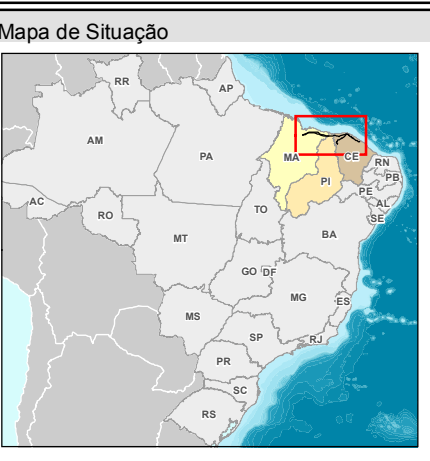 Mapa de Situação
RR
AP
AM
PA
MA
CE
RN
PB
PI
PE
AL
SE
AC
RO
TO
BA
MT
GO
DF
MG
ES
MS
SP
RJ
PR
SC
RS